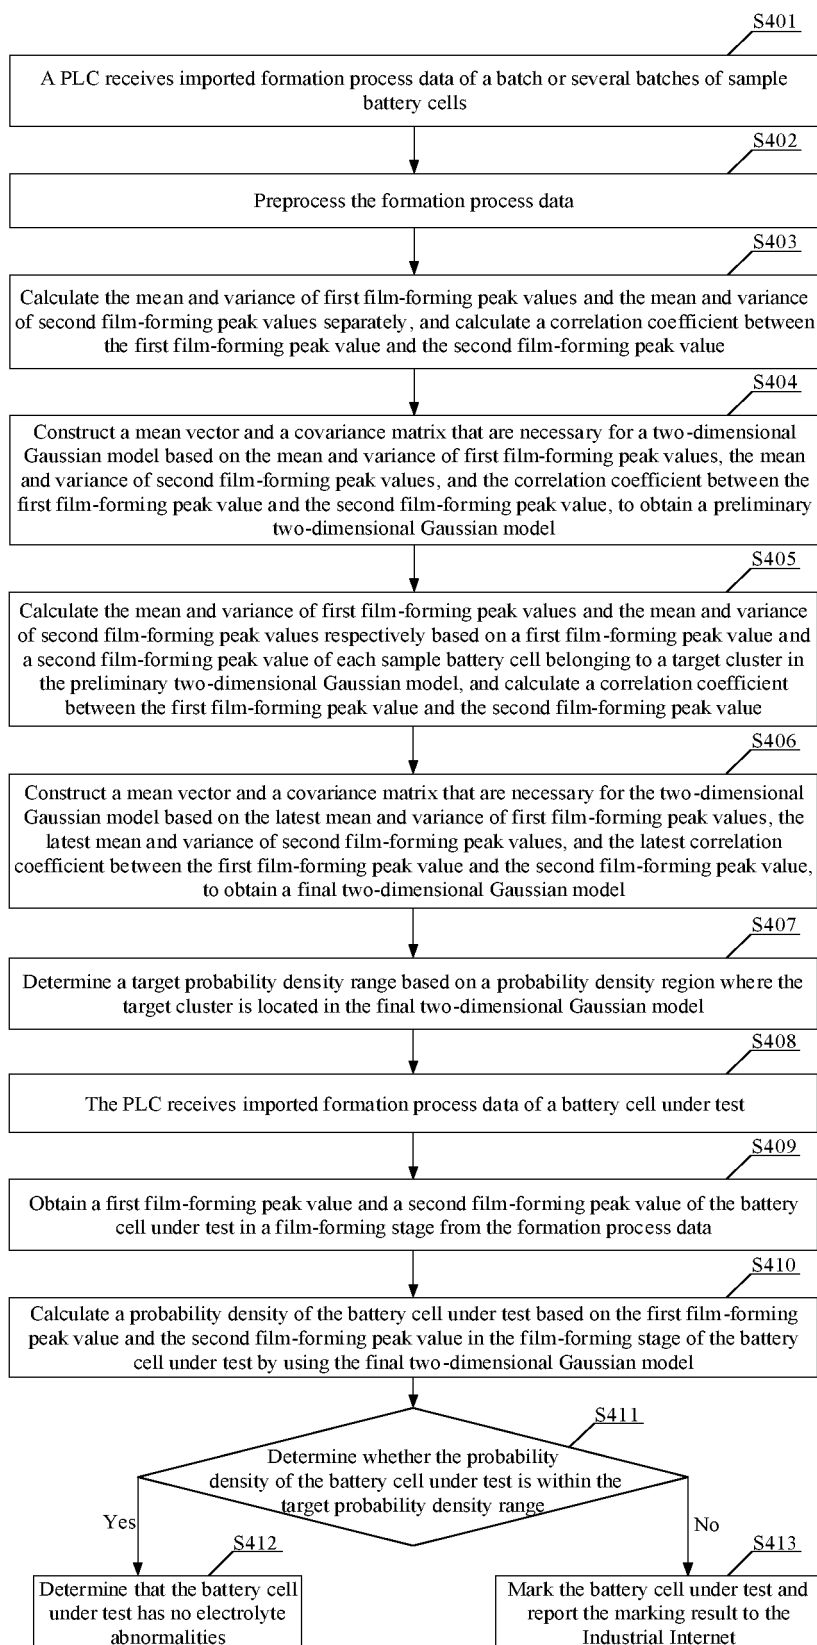 S401
A PLC receives imported formation process data of a batch or several batches of sample
battery cells
S402
Preprocess the formation process data
S403
Calculate the mean and variance of first film-forming peak values and the mean and variance
of second film-forming peak values separately, and calculate a correlation coefficient between
the first film-forming peak value and the second film-forming peak value
S404
Construct a mean vector and a covariance matrix that are necessary for a two-dimensional
Gaussian model based on the mean and variance of first film-forming peak values, the mean
and variance of second film-forming peak values, and the correlation coefficient between the
first film-forming peak value and the second film-forming peak value, to obtain a preliminary
two-dimensional Gaussian model
S405
Calculate the mean and variance of first film-forming peak values and the mean and variance
of second film-forming peak values respectively based on a first film-forming peak value and
a second film-forming peak value of each sample battery cell belonging to a target cluster in
the preliminary two-dimensional Gaussian model, and calculate a correlation coefficient
between the first film-forming peak value and the second film-forming peak value
S406
Construct a mean vector and a covariance matrix that are necessary for the two-dimensional
Gaussian model based on the latest mean and variance of first film-forming peak values, the
latest mean and variance of second film-forming peak values, and the latest correlation
coefficient between the first film-forming peak value and the second film-forming peak value,
to obtain a final two-dimensional Gaussian model
S407
Determine a target probability density range based on a probability density region where the
target cluster is located in the final two-dimensional Gaussian model
S408
The PLC receives imported formation process data of a battery cell under test
S409
Obtain a first film-forming peak value and a second film-forming peak value of the battery
cell under test in a film-forming stage from the formation process data
S410
Calculate a probability density of the battery cell under test based on the first film-forming
peak value and the second film-forming peak value in the film-forming stage of the battery
cell under test by using the final two-dimensional Gaussian model
S411
Determine whether the probability
density of the battery cell under test is within the
target probability density range
Yes
No
S412
Determine that the battery cell
under test has no electrolyte
abnormalities
S413
Mark the battery cell under test and
report the marking result to the
Industrial Internet